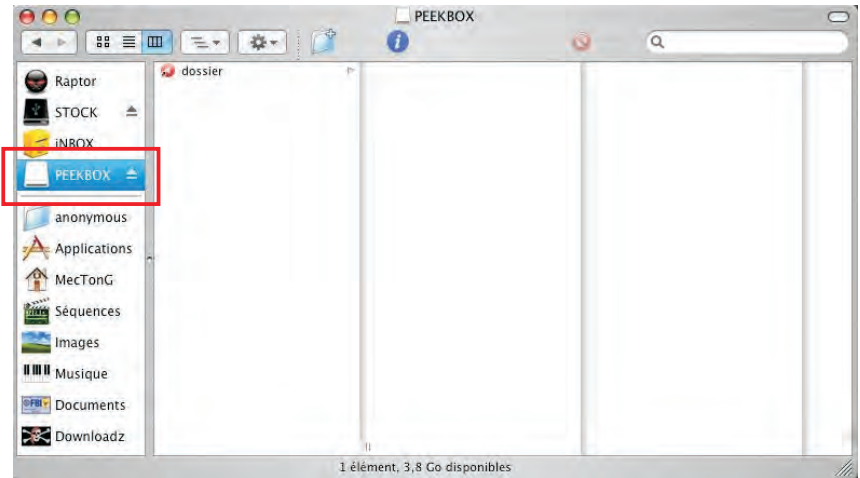 PEEKBOX
Raptor
STOCK
iNBOX
PEEKBOX
anonymous
Applications
MecTonG
Séquences
Images
Musique
Documents
Downloadz
dossier
1 élément, 3,8 Go disponibles